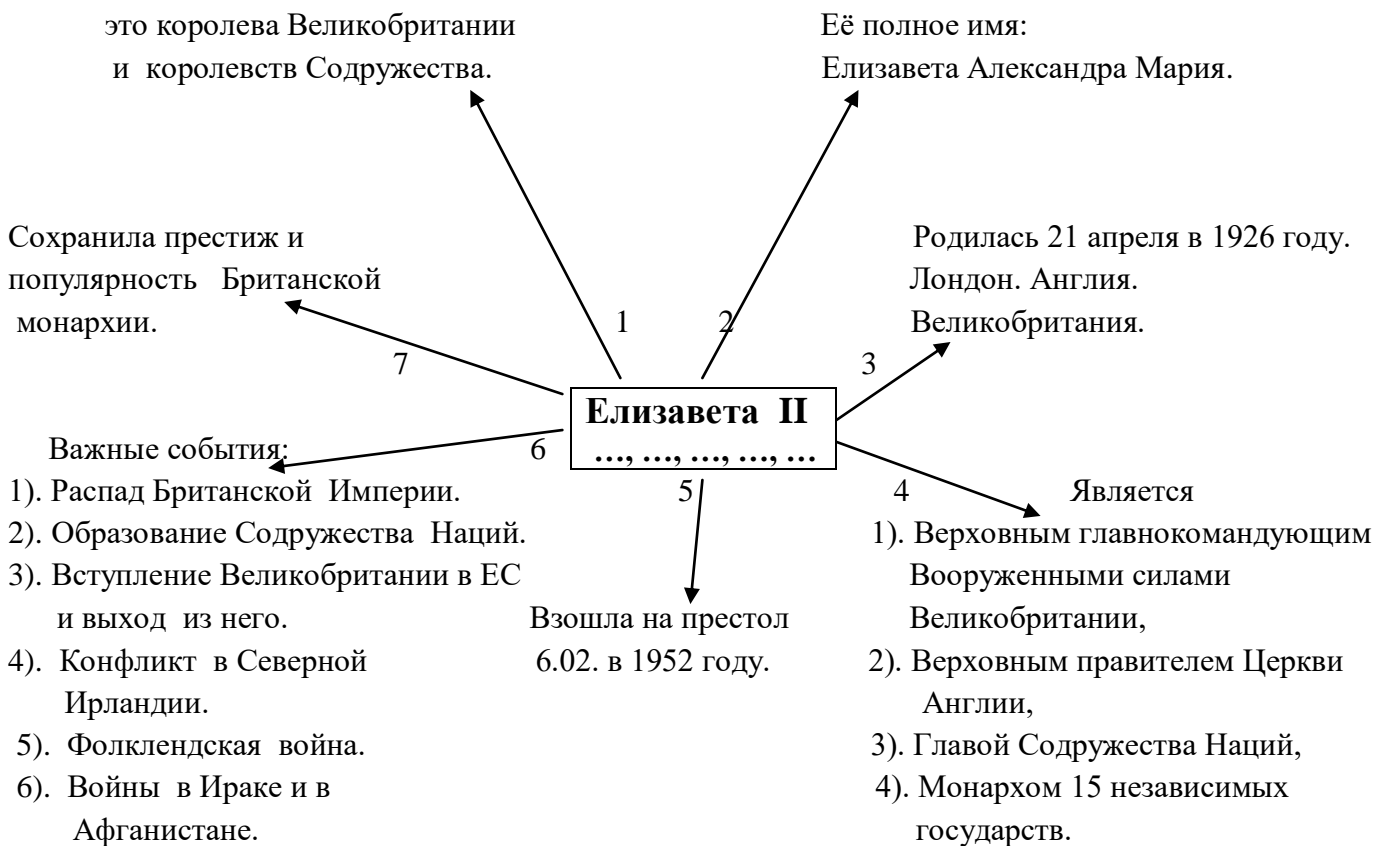 это королева Великобритании
и королевств Содружества.
Её полное имя:
Елизавета Александра Мария.
Сохранила престиж и
популярность Британской
монархии.
Родилась 21 апреля в 1926 году.
Лондон. Англия.
Великобритания.
1
2
7
3
Елизавета II
…, …, …, …, …
6
5
4
Важные события:
1). Распад Британской Империи.
2). Образование Содружества Наций.
3). Вступление Великобритании в ЕС
и выход из него.
4). Конфликт в Северной
Ирландии.
5). Фолклендская война.
6). Войны в Ираке и в
Афганистане.
Взошла на престол
6.02. в 1952 году.
Является
1). Верховным главнокомандующим
Вооруженными силами
Великобритании,
2). Верховным правителем Церкви
Англии,
3). Главой Содружества Наций,
4). Монархом 15 независимых
государств.